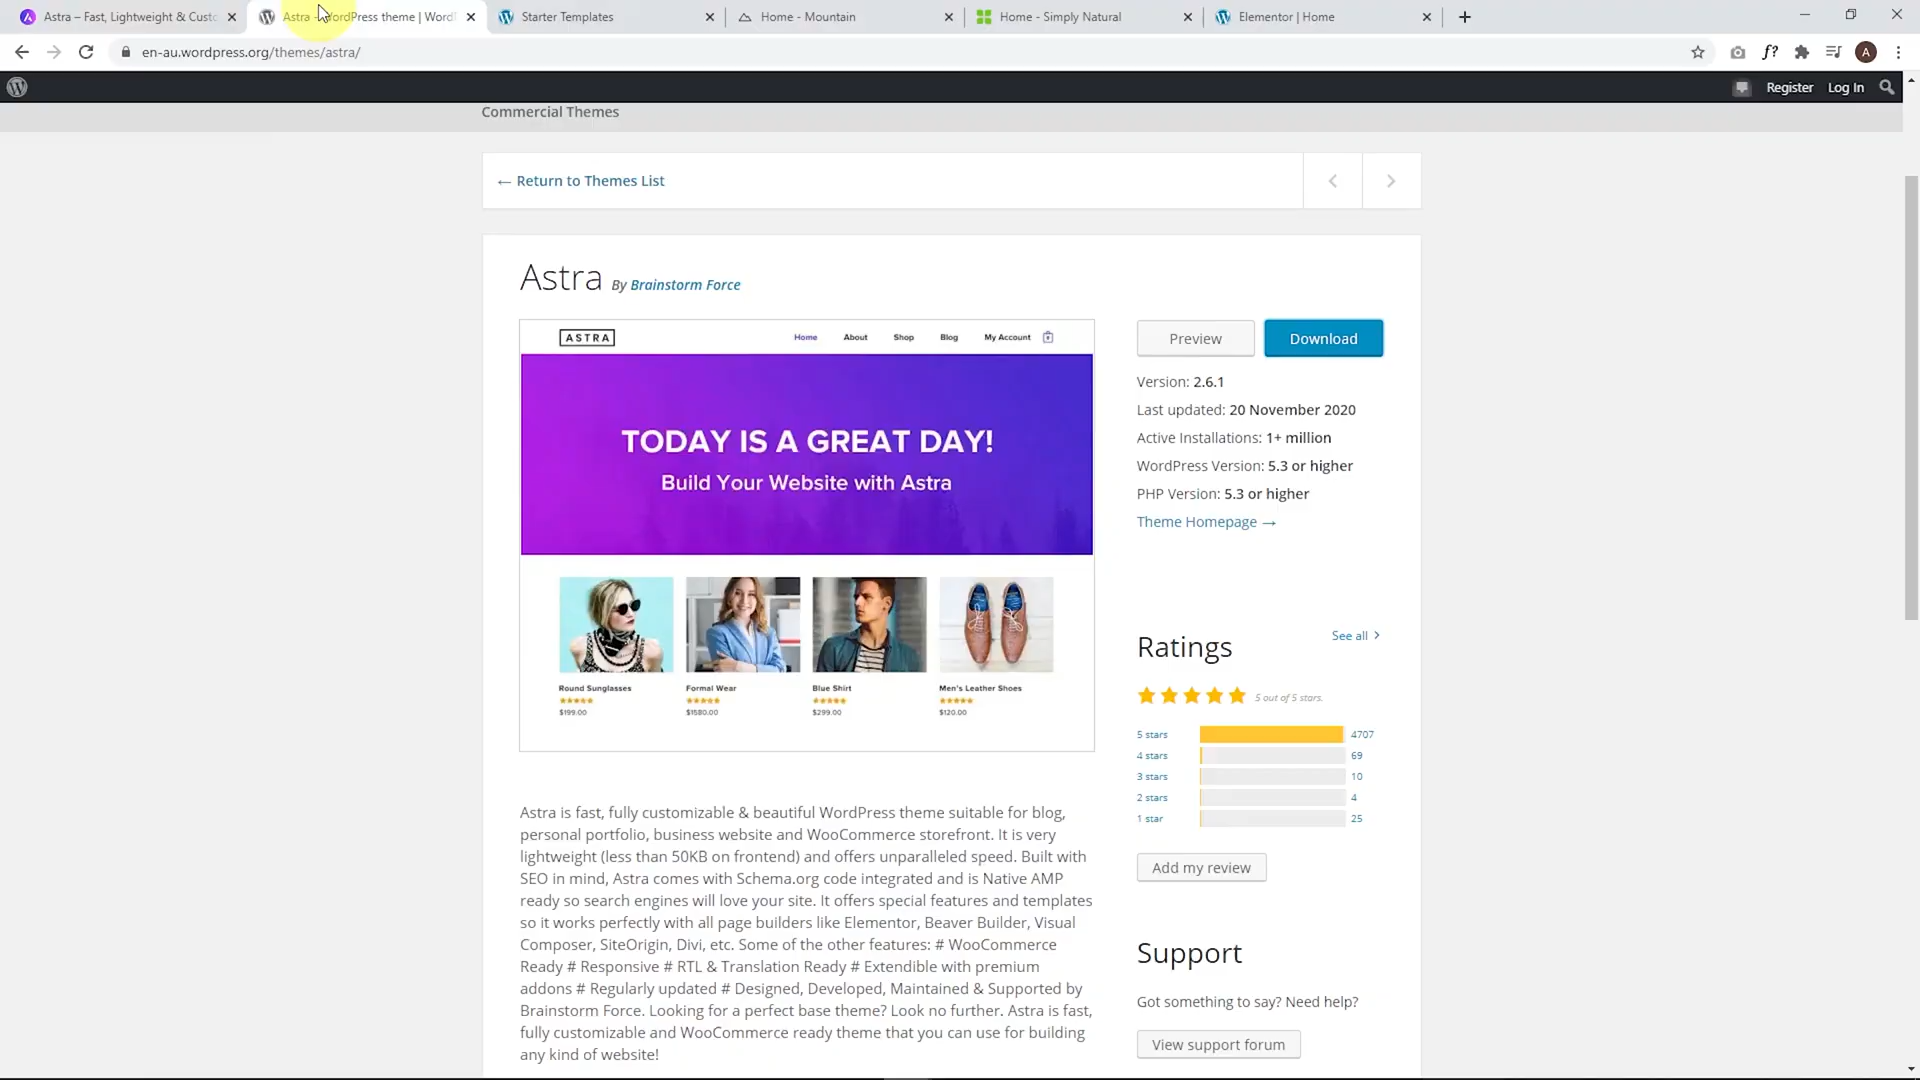 Astra – Fast, Lightweight & Custo
Astra - WordPress theme | WordP
Starter Templates
Home - Mountain
Home - Simply Natural
Elementor | Home
en-au.wordpress.org/themes/astra/
f?
A
Register
Log In
Commercial Themes
← Return to Themes List
Astra By Brainstorm Force
ASTRA
Home
About
Shop
Blog
My Account
TODAY IS A GREAT DAY!
Build Your Website with Astra
Round Sunglasses
$199.00
Formal Wear
$1580.00
Blue Shirt
$299.00
Men's Leather Shoes
$120.00
Preview
Download
Version: 2.6.1
Last updated: 20 November 2020
Active Installations: 1+ million
WordPress Version: 5.3 or higher
PHP Version: 5.3 or higher
Theme Homepage →
Ratings
See all
5 out of 5 stars.
5 stars 4707
4 stars 69
3 stars 10
2 stars 4
1 star 25
Add my review
Astra is fast, fully customizable & beautiful WordPress theme suitable for blog,
personal portfolio, business website and WooCommerce storefront. It is very
lightweight (less than 50KB on frontend) and offers unparalleled speed. Built with
SEO in mind, Astra comes with Schema.org code integrated and is Native AMP
ready so search engines will love your site. It offers special features and templates
so it works perfectly with all page builders like Elementor, Beaver Builder, Visual
Composer, SiteOrigin, Divi, etc. Some of the other features: # WooCommerce
Ready # Responsive # RTL & Translation Ready # Extendible with premium
addons # Regularly updated # Designed, Developed, Maintained & Supported by
Brainstorm Force. Looking for a perfect base theme? Look no further. Astra is fast,
fully customizable and WooCommerce ready theme that you can use for building
any kind of website!
Support
Got something to say? Need help?
View support forum